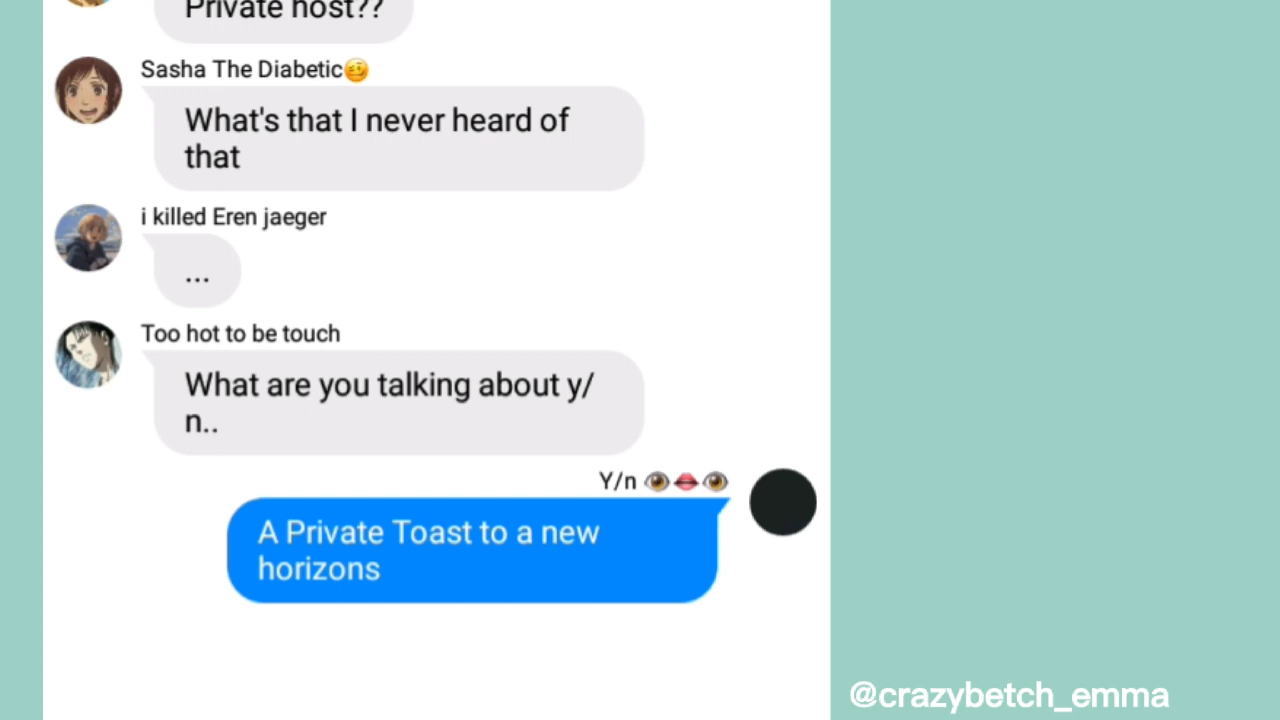 Private host??
Sasha The Diabetic🥴
What's that I never heard of
that
i killed Eren jaeger
...
Too hot to be touch
What are you talking about y/
n..
Y/n 👁️👄👁️
A Private Toast to a new
horizons
@crazybetch_emma